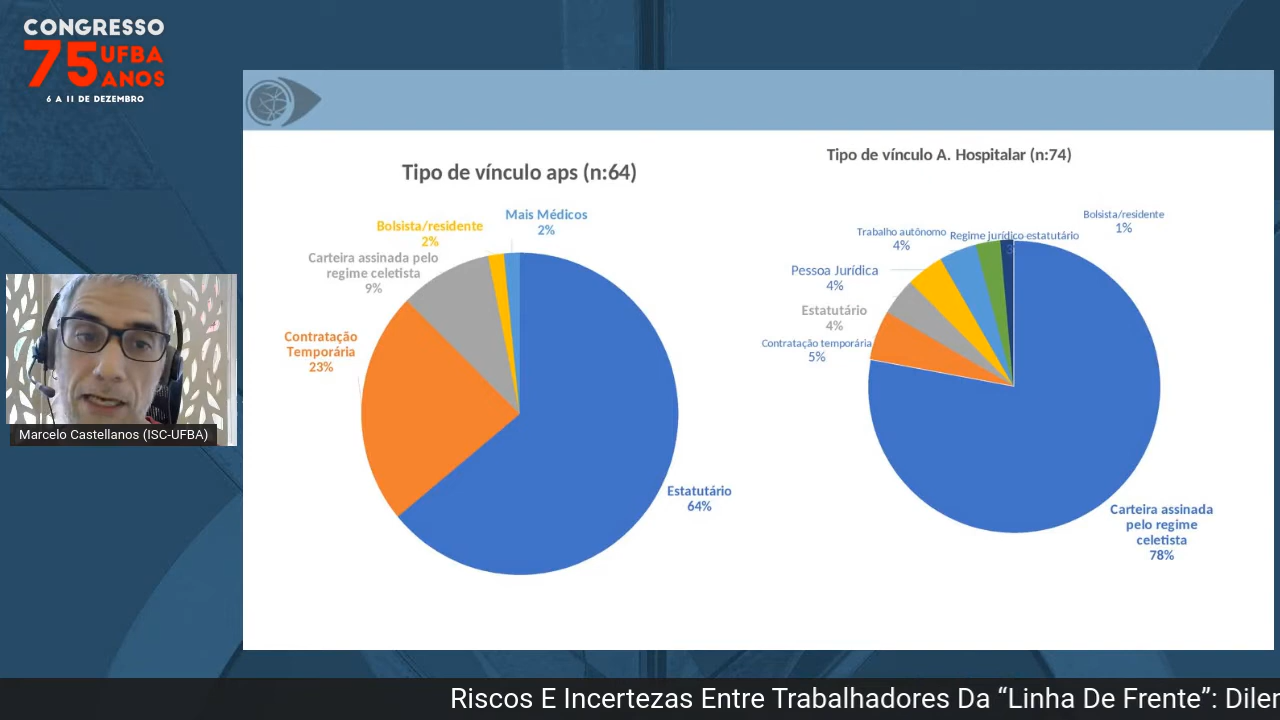 CONGRESSO
75 UFBA
ANOS
6 A 11 DE DEZEMBRO
Tipo de vínculo aps (n:64)
Mais Médicos
2%
Bolsista/residente
2%
Carteira assinada pelo
regime celetista
9%
Contratação
Temporária
23%
Estatutário
64%
Tipo de vínculo A. Hospitalar (n:74)
Bolsista/residente
1%
Trabalho autônomo
4%
Regime jurídico estatutário
Pessoa Jurídica
4%
Estatutário
4%
Contratação temporária
5%
Carteira assinada
pelo regime
celetista
78%
Marcelo Castellanos (ISC-UFBA)
Riscos E Incertezas Entre Trabalhadores Da “Linha De Frente”: Diler